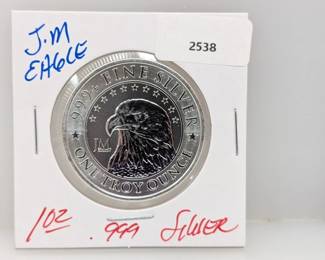 J.M
EAGLE
2538
999+ FINE SILVER
JM
ONE TROY OUNCE
1oz .999 Silver